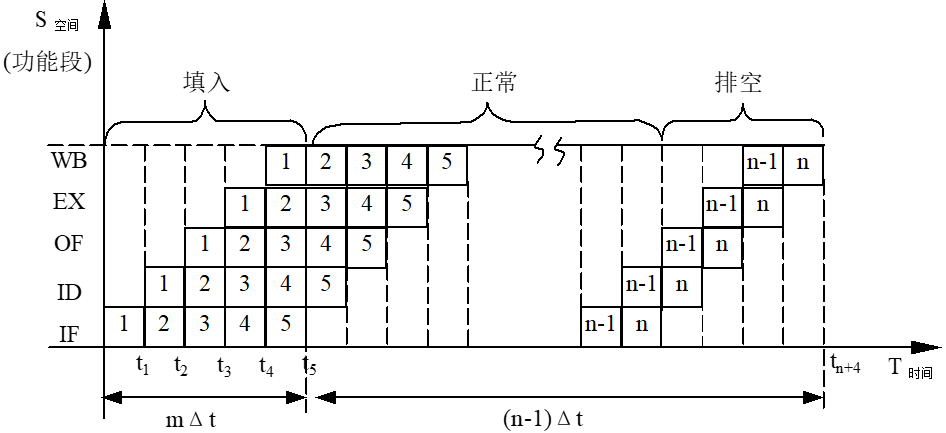 S 空间
(功能段)
填入 正常 排空
WB 1 2 3 4 5 n-1 n
EX 1 2 3 4 5 n-1 n
OF 1 2 3 4 5 n-1 n
ID 1 2 3 4 5 n-1 n
IF 1 2 3 4 5 n-1 n
t1 t2 t3 t4 t5 tn+4 T 时间
m Δ t (n-1) Δ t